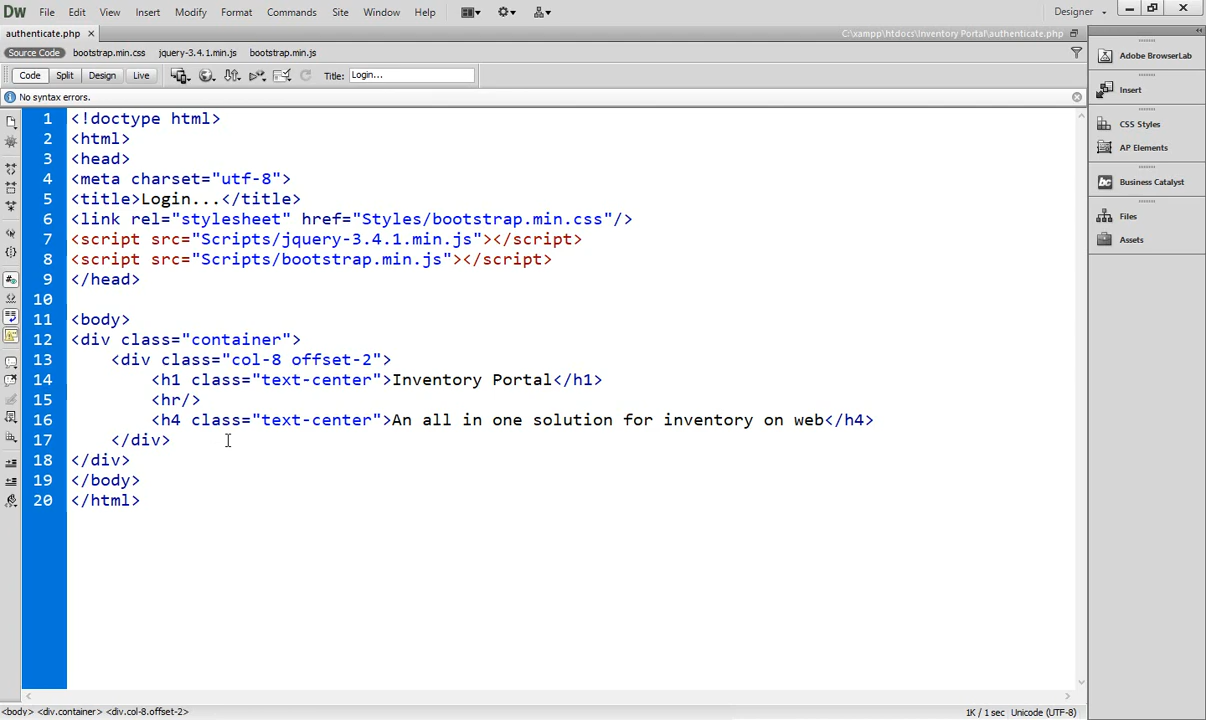 DW File Edit View Insert Modify Format Commands Site Window Help Designer
authenticate.php C:\xampp\htdocs\Inventory Portal\authenticate.php
Source Code bootstrap.min.css jquery-3.4.1.min.js bootstrap.min.js
Code Split Design Live Title: Login...
No syntax errors.
1 <!doctype html>
2 <html>
3 <head>
4 <meta charset="utf-8">
5 <title>Login...</title>
6 <link rel="stylesheet" href="Styles/bootstrap.min.css"/>
7 <script src="Scripts/jquery-3.4.1.min.js"></script>
8 <script src="Scripts/bootstrap.min.js"></script>
9 </head>
10
11 <body>
12 <div class="container">
13 <div class="col-8 offset-2">
14 <h1 class="text-center">Inventory Portal</h1>
15 <hr/>
16 <h4 class="text-center">An all in one solution for inventory on web</h4>
17 </div>
18 </div>
19 </body>
20 </html>
<body> <div.container> <div.col-8.offset-2> 1K / 1 sec Unicode (UTF-8)
Adobe BrowserLab
Insert
CSS Styles
AP Elements
Business Catalyst
Files
Assets